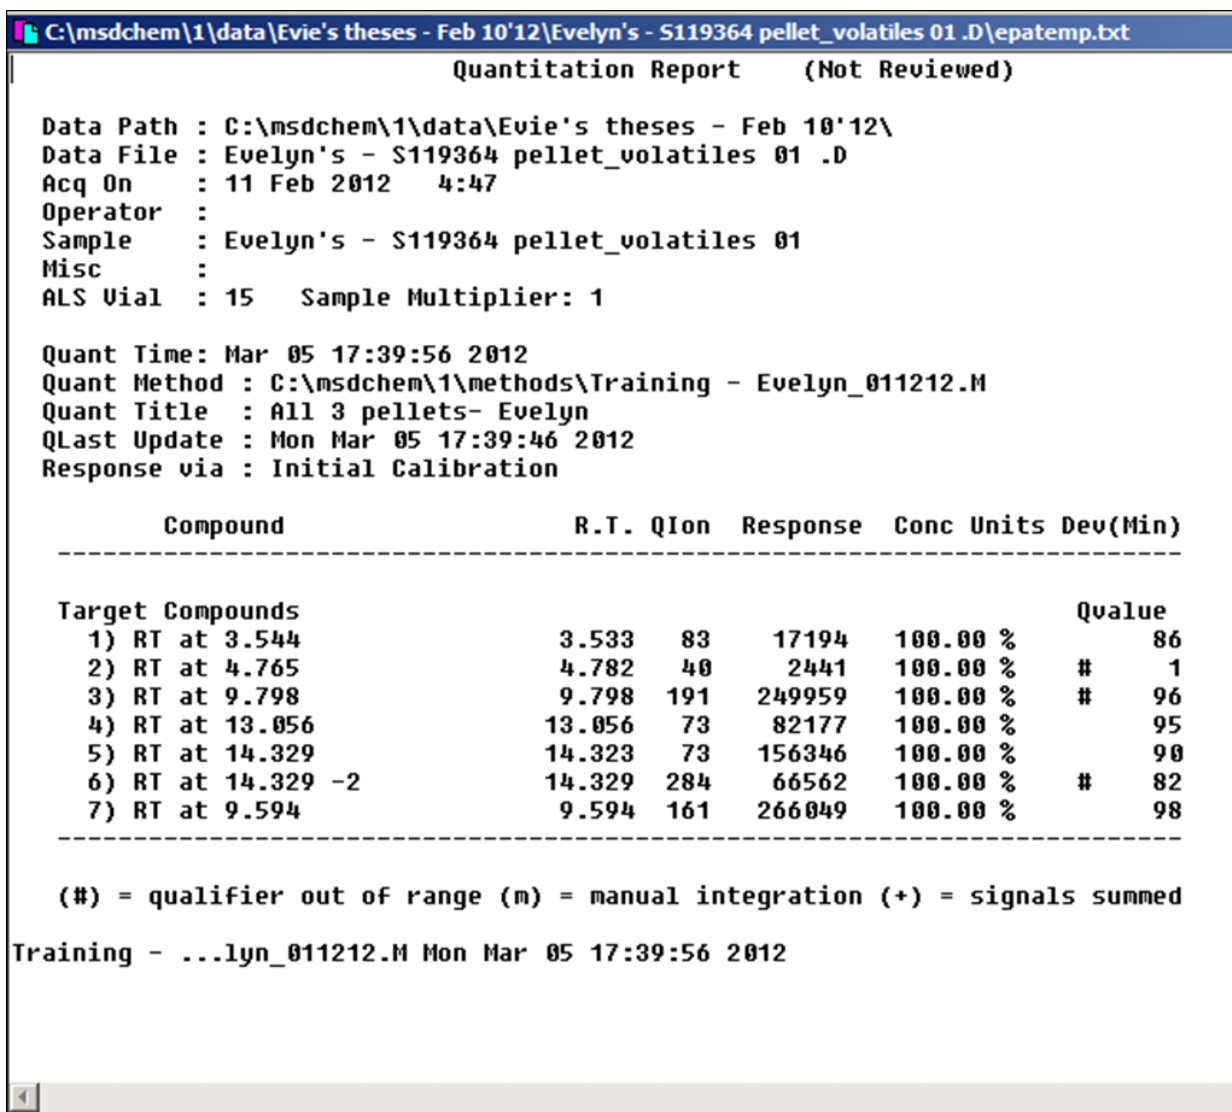 C:\msdchem\1\data\Evie's theses - Feb 10'12\Evelyn's - S119364 pellet_volatiles 01 .D\epatemp.txt
Quantitation Report    (Not Reviewed)
Data Path : C:\msdchem\1\data\Evie's theses - Feb 10'12\
Data File : Evelyn's - S119364 pellet_volatiles 01 .D
Acq On    : 11 Feb 2012   4:47
Operator  :
Sample    : Evelyn's - S119364 pellet_volatiles 01
Misc      :
ALS Vial  : 15   Sample Multiplier: 1
Quant Time: Mar 05 17:39:56 2012
Quant Method : C:\msdchem\1\methods\Training - Evelyn_011212.M
Quant Title  : All 3 pellets- Evelyn
QLast Update : Mon Mar 05 17:39:46 2012
Response via : Initial Calibration
Compound                   R.T. QIon  Response  Conc Units Dev(Min)
--------------------------------------------------------------------------
Target Compounds                                                   Qvalue
1) RT at 3.544                 3.533   83    17194   100.00 %         86
2) RT at 4.765                 4.782   40     2441   100.00 %    #     1
3) RT at 9.798                 9.798  191   249959   100.00 %    #    96
4) RT at 13.056               13.056   73    82177   100.00 %         95
5) RT at 14.329               14.323   73   156346   100.00 %         90
6) RT at 14.329 -2            14.329  284    66562   100.00 %    #    82
7) RT at 9.594                 9.594  161   266049   100.00 %         98
--------------------------------------------------------------------------
(#) = qualifier out of range (m) = manual integration (+) = signals summed
Training - ...lyn_011212.M Mon Mar 05 17:39:56 2012